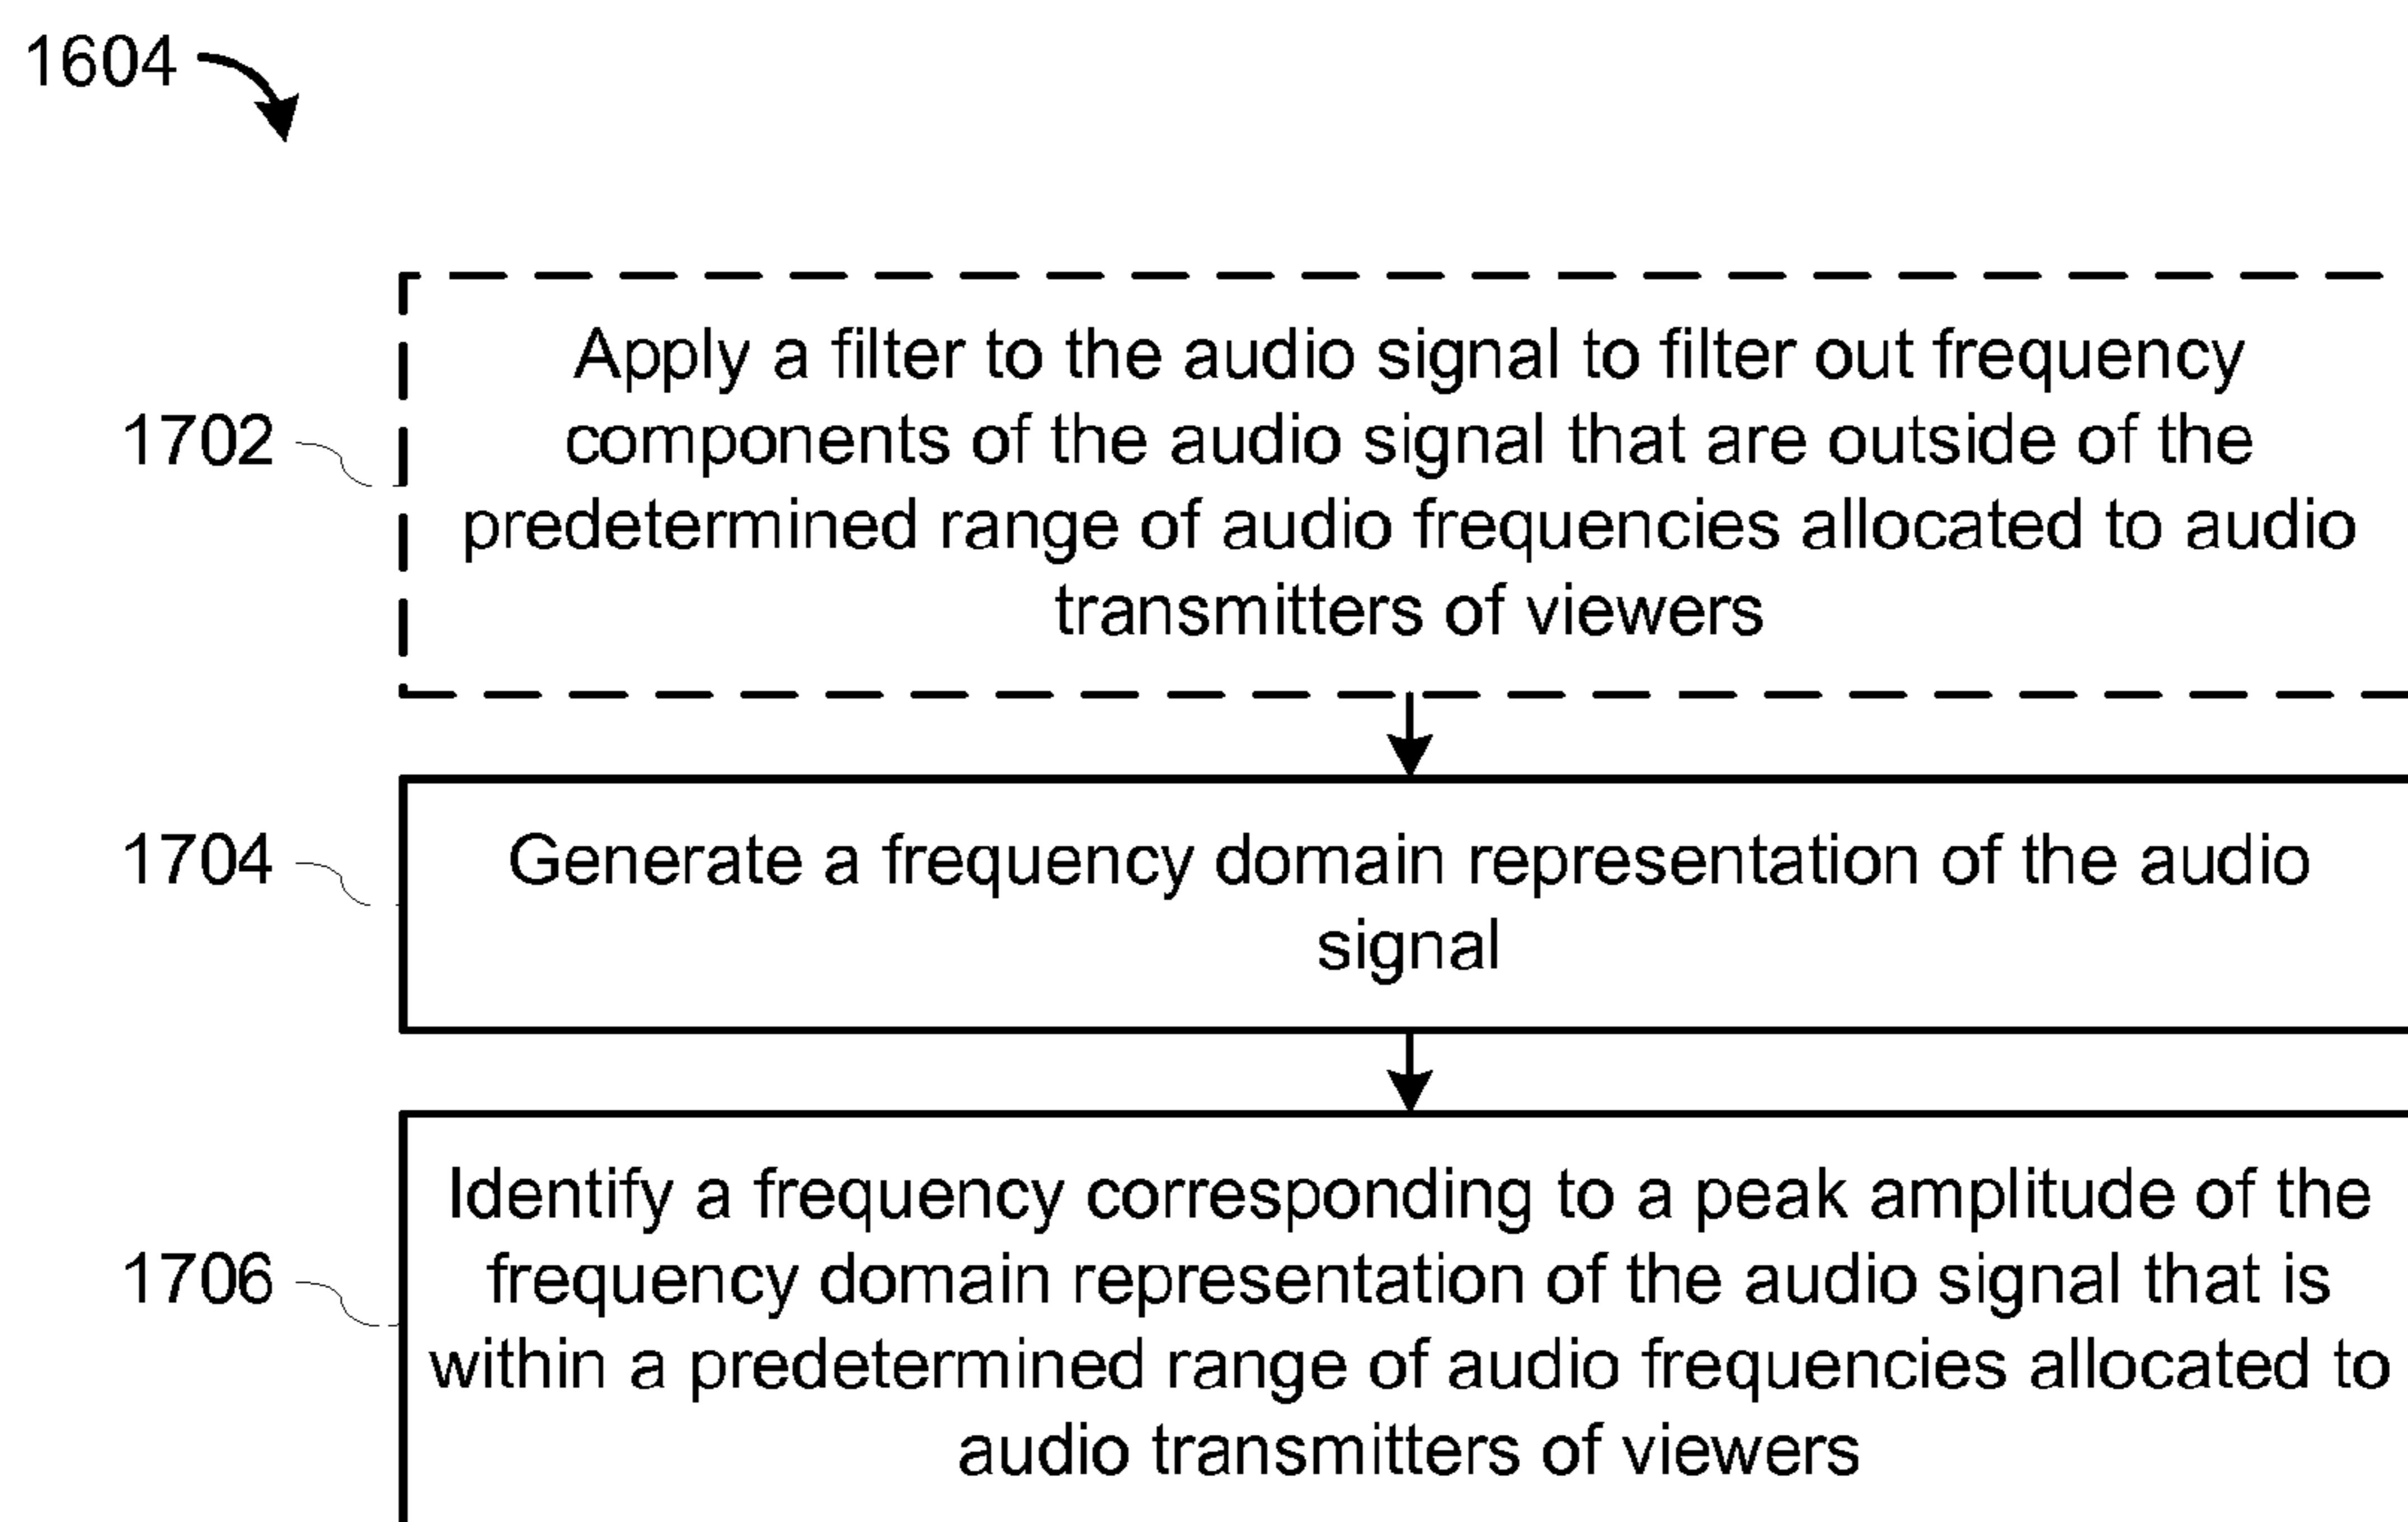 1604
1702
Apply a filter to the audio signal to filter out frequency
components of the audio signal that are outside of the
predetermined range of audio frequencies allocated to audio
transmitters of viewers
1704
Generate a frequency domain representation of the audio
signal
1706
Identify a frequency corresponding to a peak amplitude of the
frequency domain representation of the audio signal that is
within a predetermined range of audio frequencies allocated to
audio transmitters of viewers